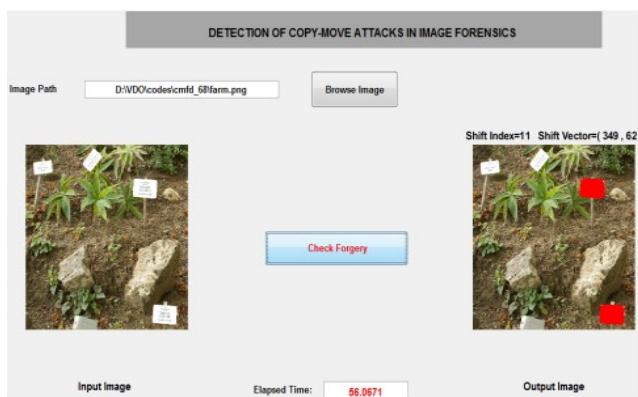 DETECTION OF COPY-MOVE ATTACKS IN IMAGE FORENSICS
Image Path
D:\VDO\codes\cmfd_68\farm.png
Browse Image
Shift Index=11 Shift Vector=( 349 , 62
Check Forgery
Input Image
Elapsed Time:
56.0671
Output Image